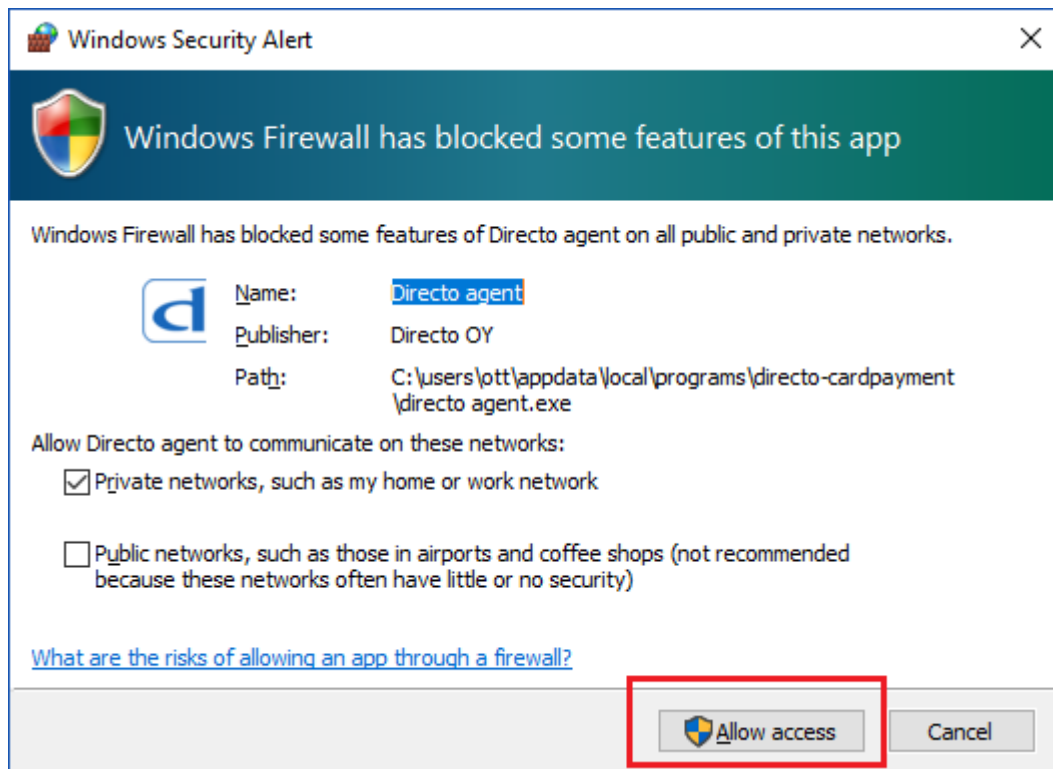 Windows Security Alert
Windows Firewall has blocked some features of this app
Windows Firewall has blocked some features of Directo agent on all public and private networks.
Name: Directo agent
Publisher: Directo OY
Path: C:\users\ott\appdata\local\programs\directo-cardpayment
\directo agent.exe
Allow Directo agent to communicate on these networks:
Private networks, such as my home or work network
Public networks, such as those in airports and coffee shops (not recommended
because these networks often have little or no security)
What are the risks of allowing an app through a firewall?
Allow access Cancel